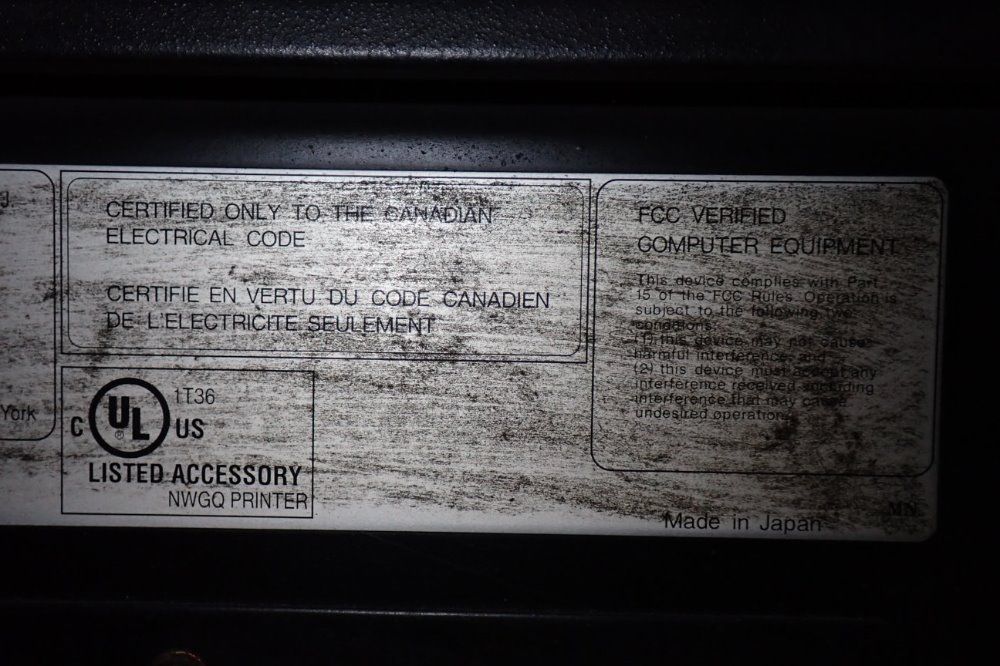 CERTIFIED ONLY TO THE CANADIAN
ELECTRICAL CODE
CERTIFIE EN VERTU DU CODE CANADIEN
DE L'ELECTRICITE SEULEMENT
York
C UL ® US
1T36
LISTED ACCESSORY
NWGQ PRINTER
FCC VERIFIED
COMPUTER EQUIPMENT
This device complies with Part
15 of the FCC Rules. Operation is
subject to the following two
conditions:
(1) this device may not cause
harmful interference, and
(2) this device must accept any
interference received according
interference that may cause
undesired operation.
Made in Japan
MN